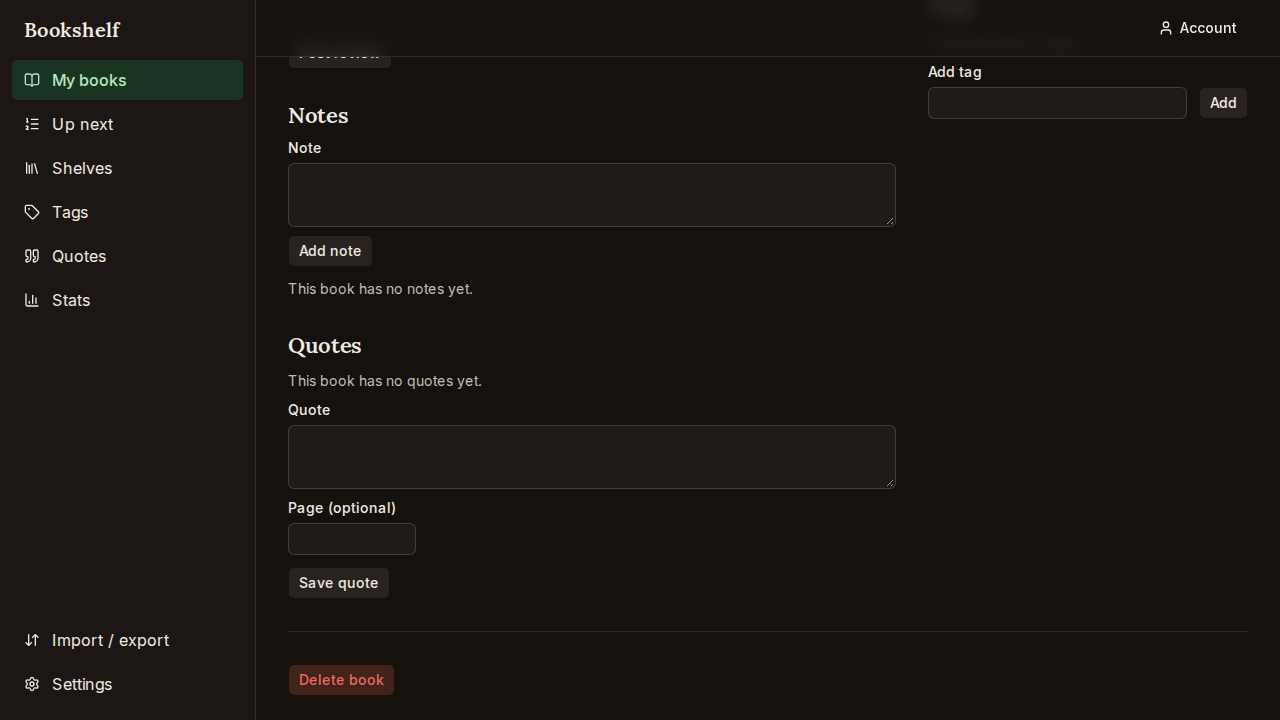 Bookshelf
My books
Up next
Shelves
Tags
Quotes
Stats
Import / export
Settings
Account
Notes
Note
Add note
This book has no notes yet.
Quotes
This book has no quotes yet.
Quote
Page (optional)
Save quote
Delete book
Add tag
Add